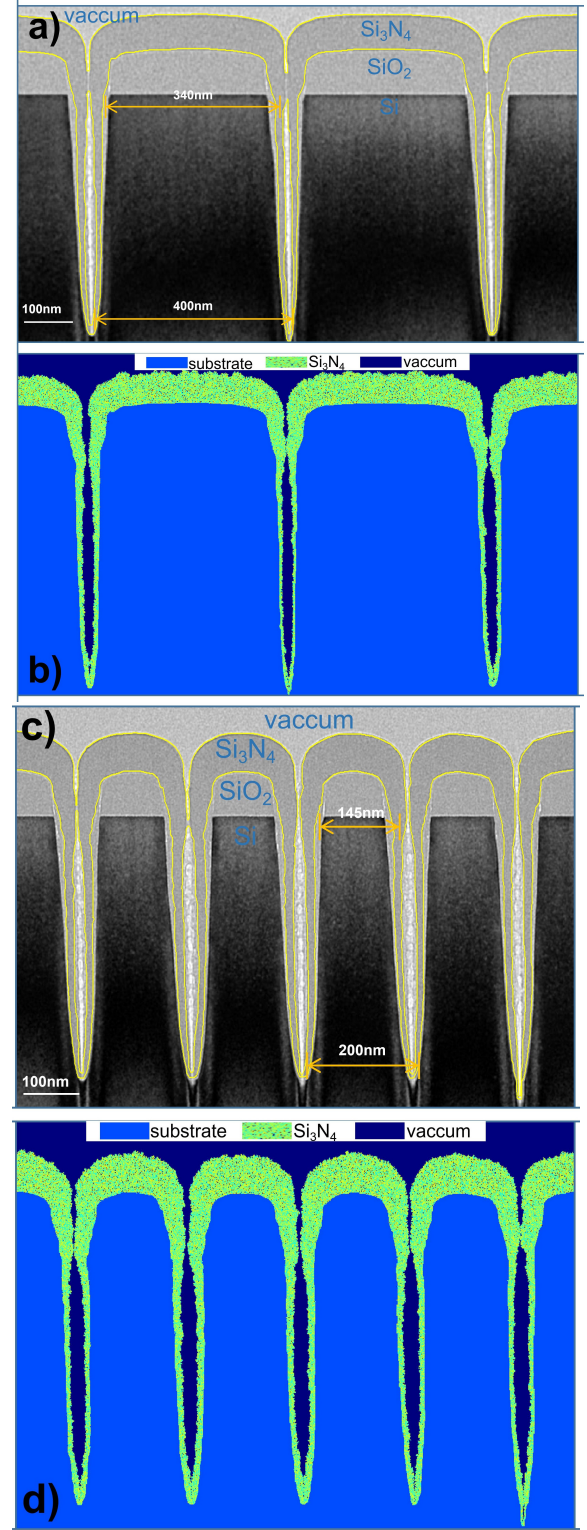 a)
vaccum
Si₃N₄
SiO₂
340nm
Si
400nm
100nm
substrate Si₃N₄ vaccum
b)
c)
vaccum
Si₃N₄
SiO₂
145nm
Si
200nm
100nm
substrate Si₃N₄ vaccum
d)